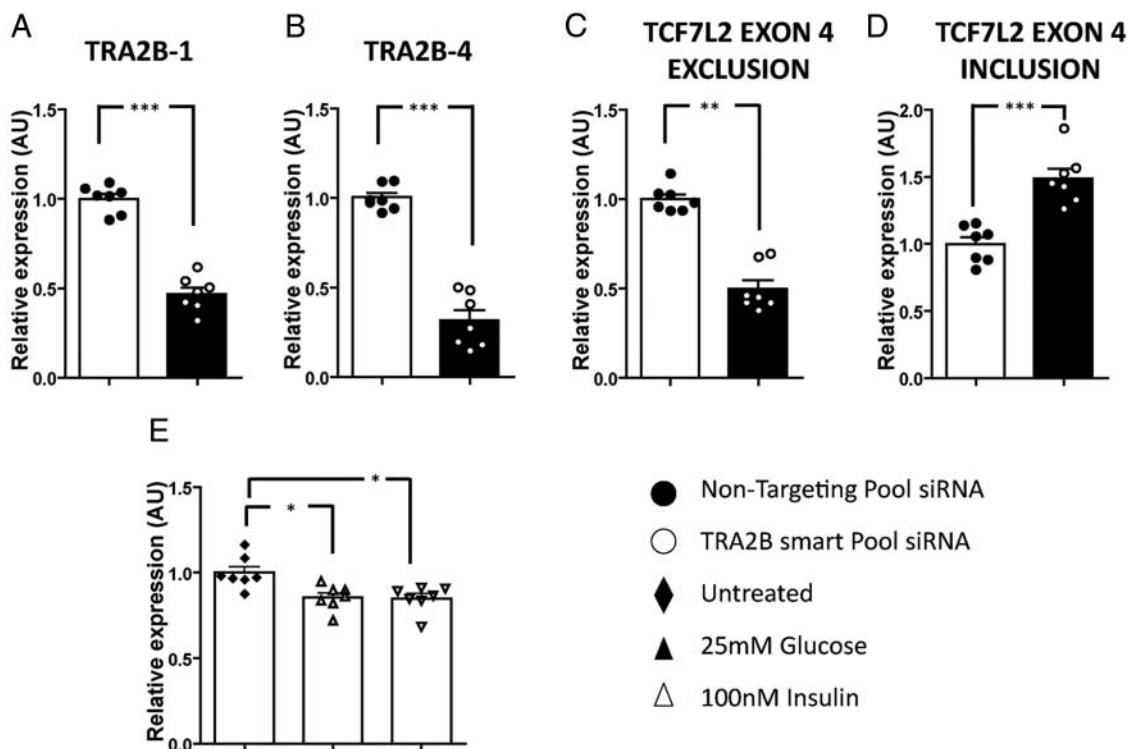 A
TRA2B-1
Relative expression (AU)
1.5
1.0
0.5
0.0
***
B
TRA2B-4
Relative expression (AU)
1.5
1.0
0.5
0.0
***
C
TCF7L2 EXON 4
EXCLUSION
Relative expression (AU)
1.5
1.0
0.5
0.0
**
D
TCF7L2 EXON 4
INCLUSION
Relative expression (AU)
2.0
1.5
1.0
0.5
0.0
***
E
Relative expression (AU)
1.5
1.0
0.5
0.0
*
*
Non-Targeting Pool siRNA
TRA2B smart Pool siRNA
Untreated
25mM Glucose
100nM Insulin